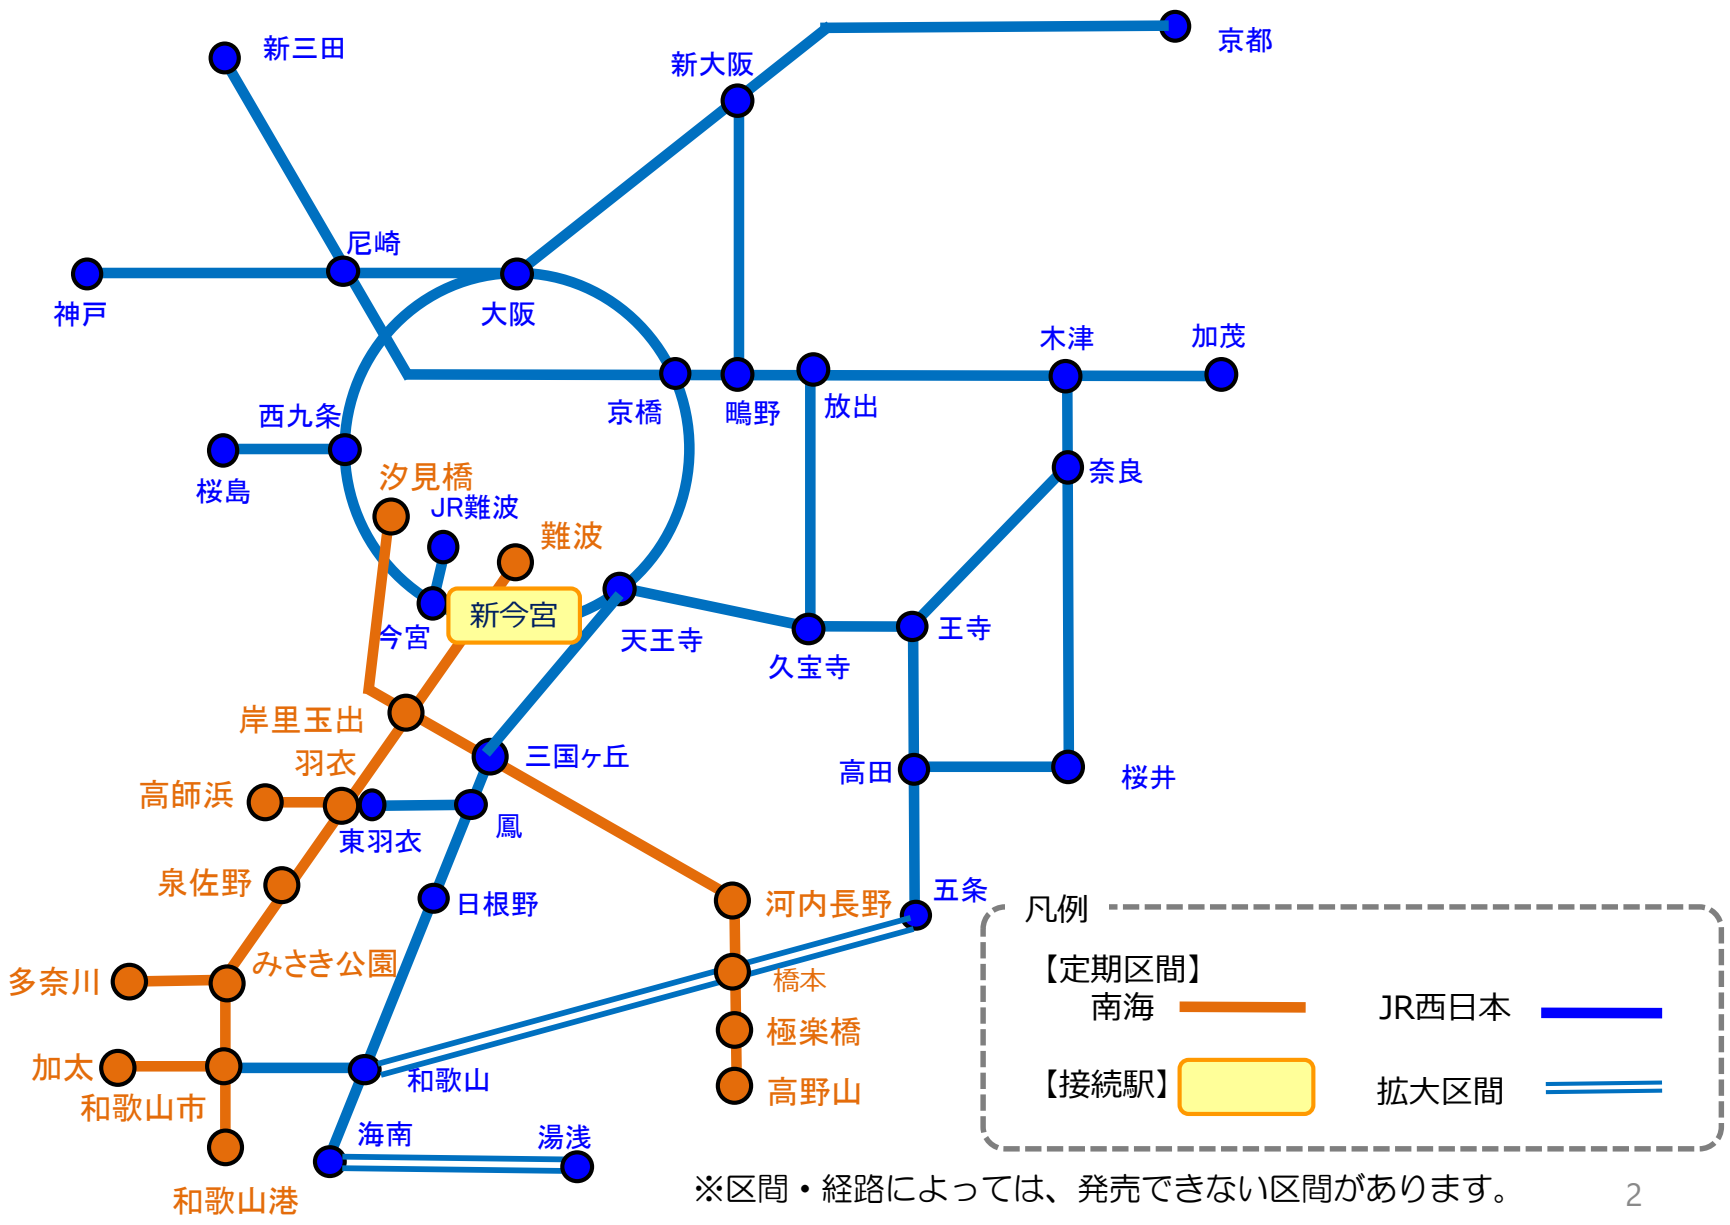 新三田
京都
新大阪
尼崎
神戸
大阪
木津
加茂
西九条
京橋
鴫野
放出
汐見橋
奈良
桜島
JR難波
難波
新今宮
今宮
天王寺
王寺
久宝寺
岸里玉出
羽衣
三国ヶ丘
高師浜
高田
桜井
東羽衣
鳳
泉佐野
日根野
河内長野
五条
凡例
みさき公園
【定期区間】
多奈川
橋本
南海
JR西日本
極楽橋
加太
和歌山
【接続駅】
拡大区間
高野山
和歌山市
海南
湯浅
和歌山港
※区間・経路によっては、発売できない区間があります。
2